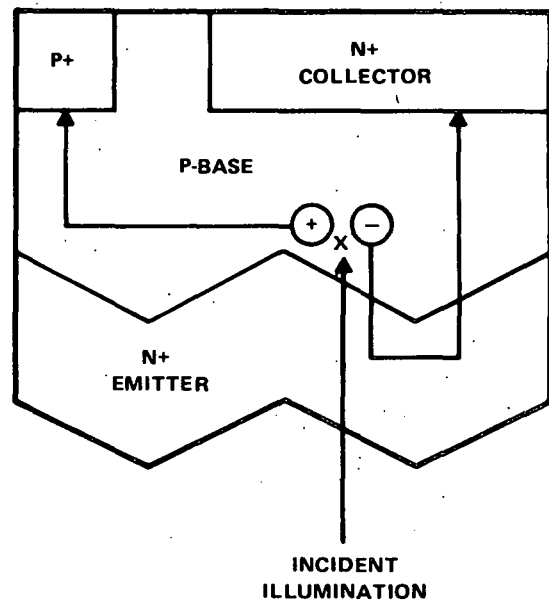 P+
N+
COLLECTOR
P-BASE
+
−
X
N+
EMITTER
INCIDENT
ILLUMINATION